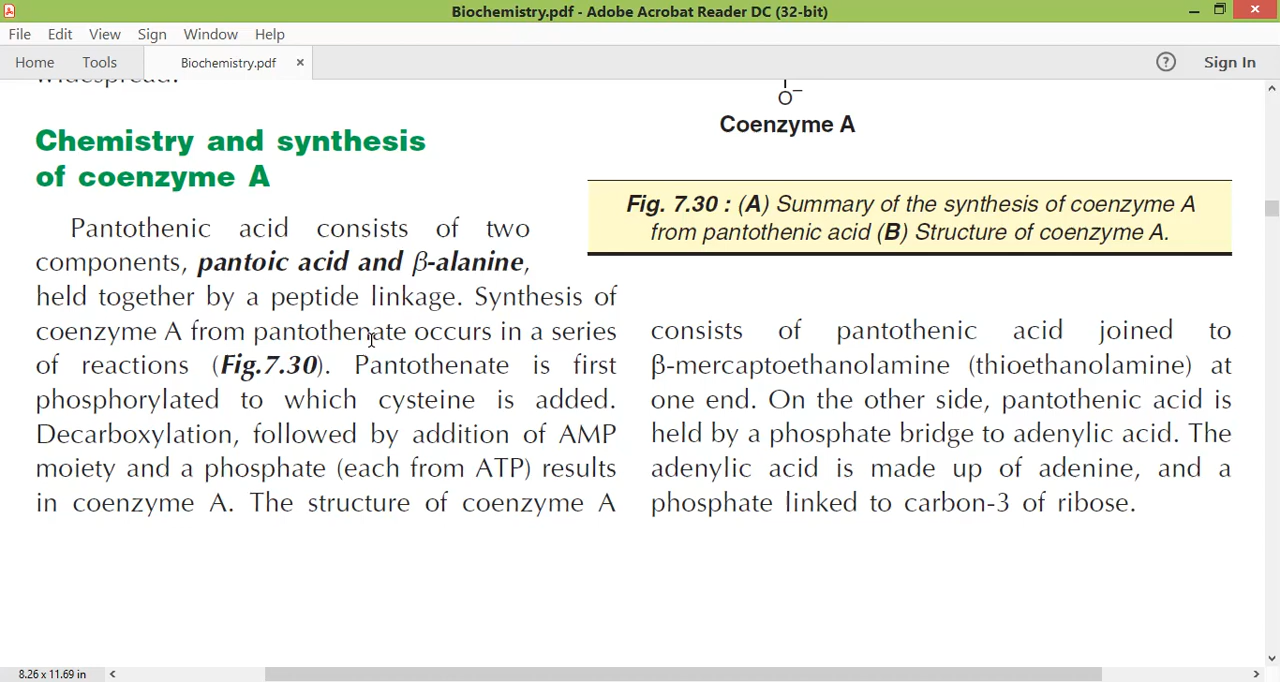 Biochemistry.pdf - Adobe Acrobat Reader DC (32-bit)
File Edit View Sign Window Help
Home Tools Biochemistry.pdf × ? Sign In
widespread.
O−
Coenzyme A
Chemistry and synthesis
of coenzyme A
Fig. 7.30 : (A) Summary of the synthesis of coenzyme A
from pantothenic acid (B) Structure of coenzyme A.
Pantothenic acid consists of two
components, pantoic acid and β-alanine,
held together by a peptide linkage. Synthesis of
coenzyme A from pantothenate occurs in a series
of reactions (Fig.7.30). Pantothenate is first
phosphorylated to which cysteine is added.
Decarboxylation, followed by addition of AMP
moiety and a phosphate (each from ATP) results
in coenzyme A. The structure of coenzyme A
consists of pantothenic acid joined to
β-mercaptoethanolamine (thioethanolamine) at
one end. On the other side, pantothenic acid is
held by a phosphate bridge to adenylic acid. The
adenylic acid is made up of adenine, and a
phosphate linked to carbon-3 of ribose.
8.26 x 11.69 in